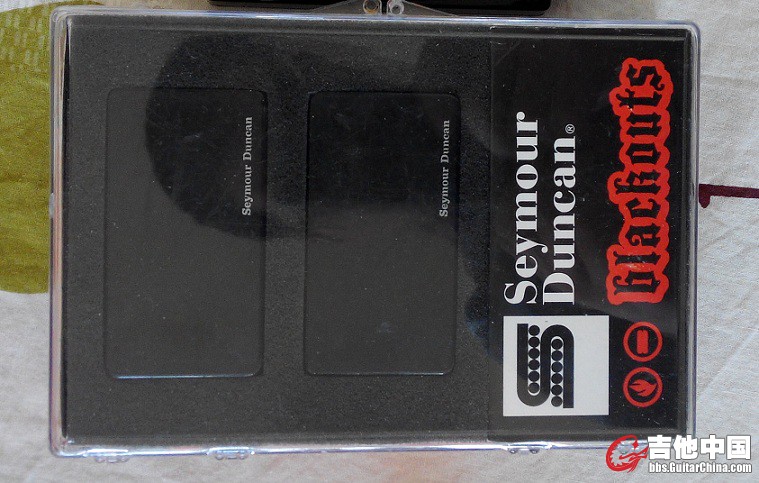 Seymour Duncan
Seymour Duncan
Seymour
Duncan®
blackouts
吉他中国
bbs.GuitarChina.com